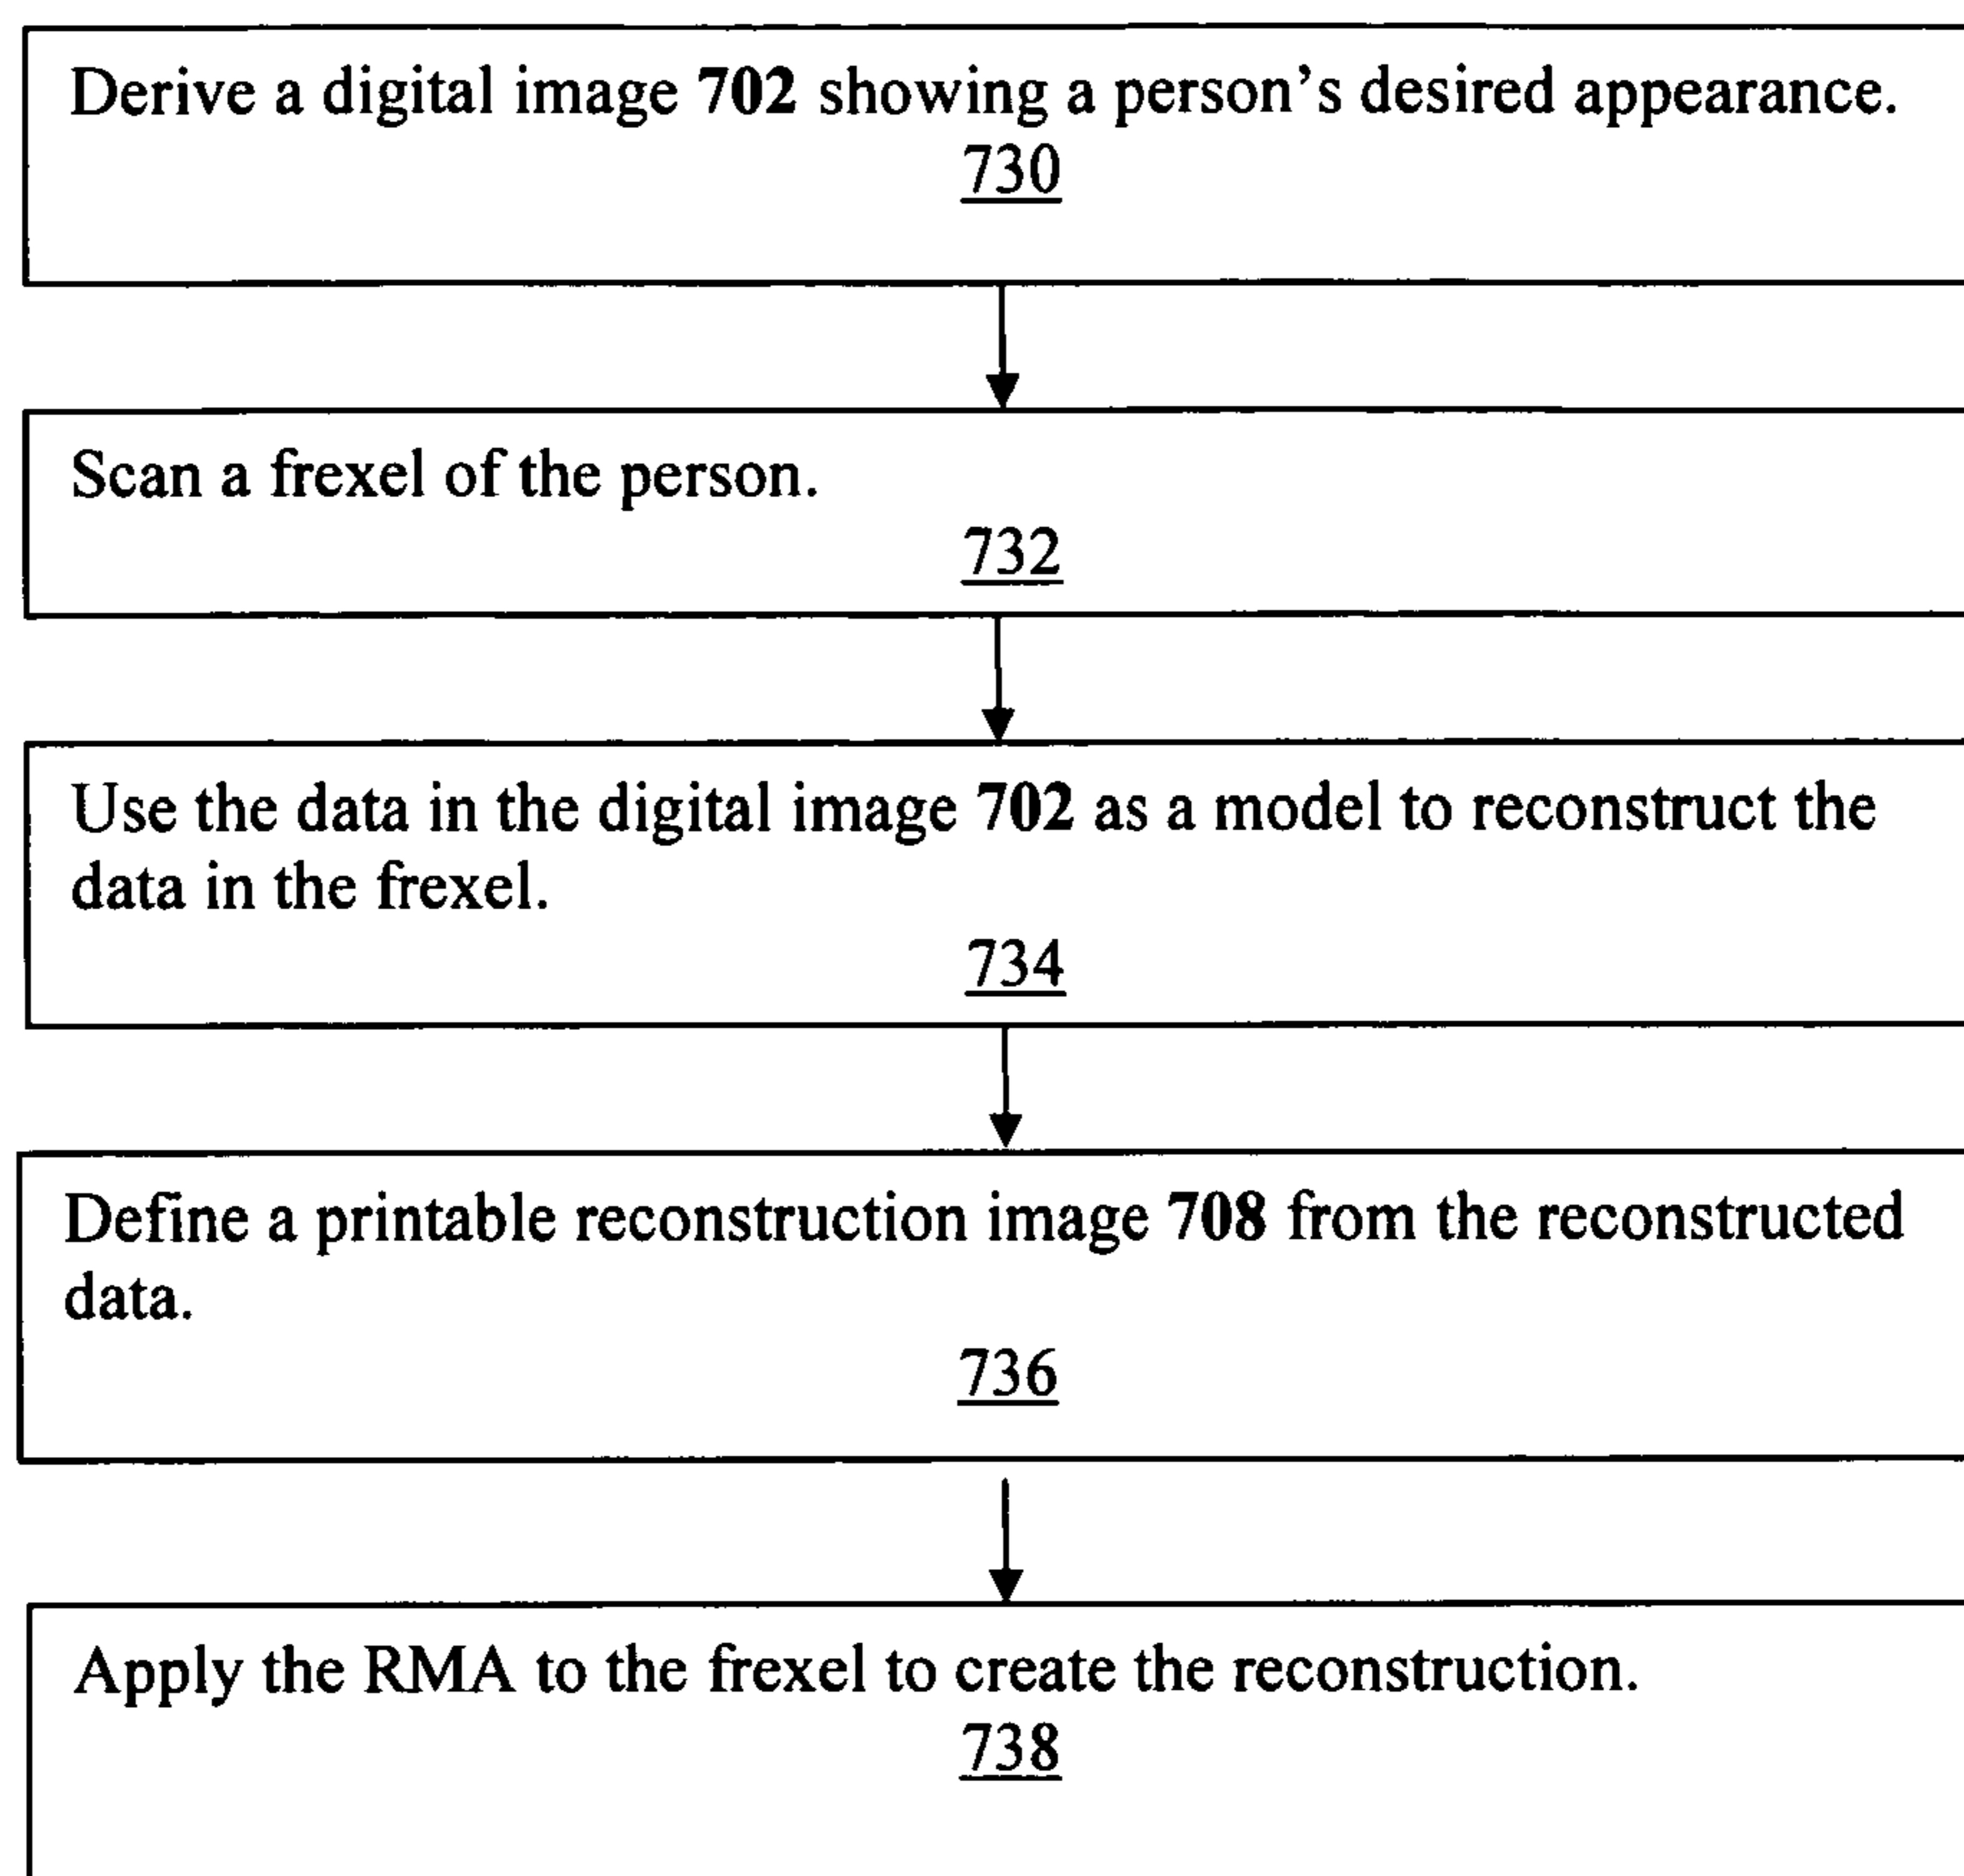 Derive a digital image 702 showing a person’s desired appearance.
730
Scan a frexel of the person.
732
Use the data in the digital image 702 as a model to reconstruct the
data in the frexel.
734
Define a printable reconstruction image 708 from the reconstructed
data.
736
Apply the RMA to the frexel to create the reconstruction.
738